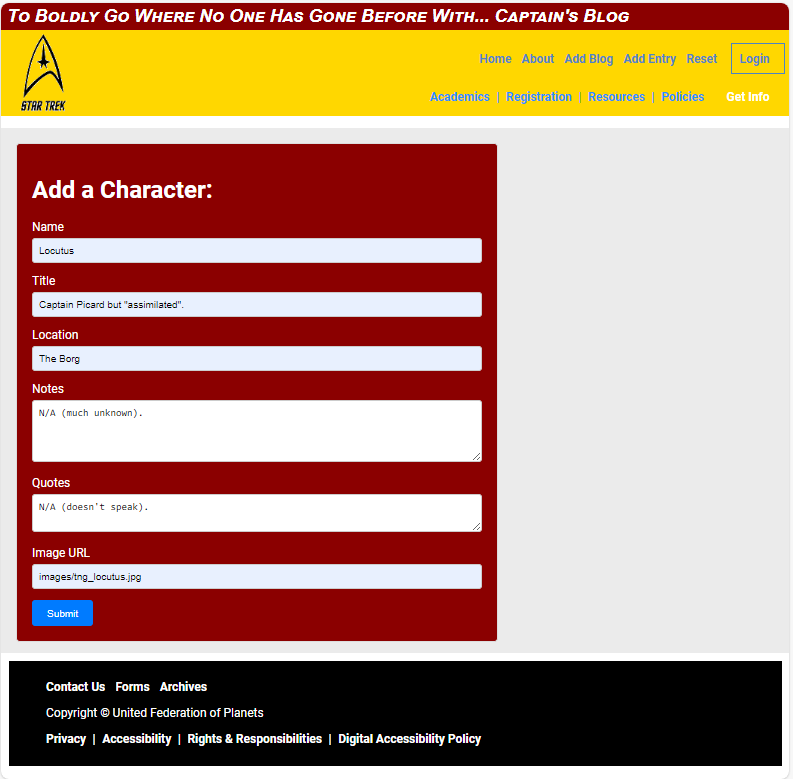 To Boldly Go Where No One Has Gone Before With... Captain's Blog
STAR TREK
Home About Add Blog Add Entry Reset Login
Academics | Registration | Resources | Policies Get Info
Add a Character:
Name
Locutus
Title
Captain Picard but "assimilated".
Location
The Borg
Notes
N/A (much unknown).
Quotes
N/A (doesn't speak).
Image URL
images/tng_locutus.jpg
Submit
Contact Us Forms Archives
Copyright © United Federation of Planets
Privacy | Accessibility | Rights & Responsibilities | Digital Accessibility Policy